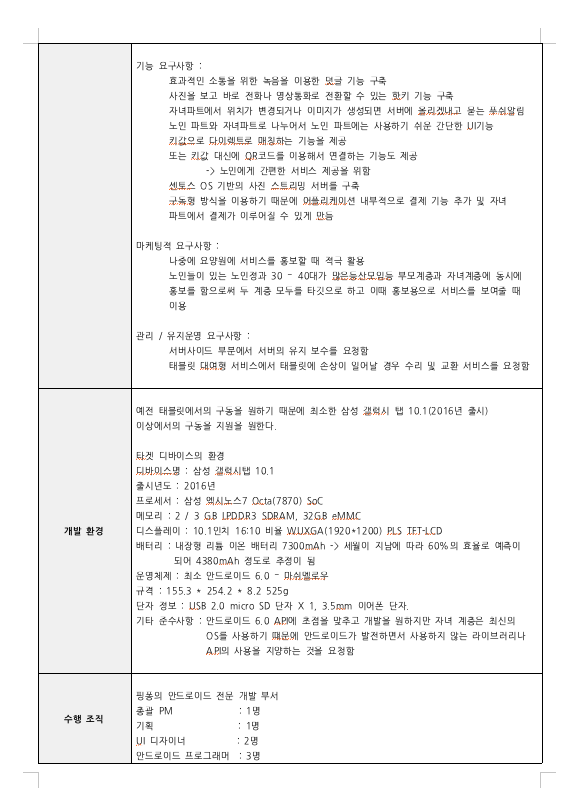 기능 요구사항 :
효과적인 소통을 위한 녹음을 이용한 덧글 기능 구축
사진을 보고 바로 전화나 영상통화로 전환할 수 있는 핫키 기능 구축
자녀파트에서 위치가 변경되거나 이미지가 생성되면 서버에 올리겠냐고 묻는 푸쉬알림
노인 파트와 자녀파트로 나누어서 노인 파트에는 사용하기 쉬운 간단한 UI기능
키값으로 다이렉트로 매칭하는 기능을 제공
또는 키값 대신에 QR코드를 이용해서 연결하는 기능도 제공
-> 노인에게 간편한 서비스 제공을 위함
센토스 OS 기반의 사진 스트리밍 서버를 구축
구독형 방식을 이용하기 때문에 어플리케이션 내부적으로 결제 기능 추가 및 자녀
파트에서 결제가 이루어질 수 있게 만듬
마케팅적 요구사항 :
나중에 요양원에 서비스를 홍보할 때 적극 활용
노인들이 있는 노인정과 30 - 40대가 많은등산모임등 부모계층과 자녀계층에 동시에
홍보를 함으로써 두 계층 모두를 타깃으로 하고 이때 홍보용으로 서비스를 보여줄 때
이용
관리 / 유지운영 요구사항 :
서버사이드 부문에서 서버의 유지 보수를 요청함
태블릿 대여형 서비스에서 태블릿에 손상이 일어날 경우 수리 및 교환 서비스를 요청함
개발 환경
예전 태블릿에서의 구동을 원하기 때문에 최소한 삼성 갤럭시 탭 10.1(2016년 출시)
이상에서의 구동을 지원을 원한다.
타겟 디바이스의 환경
디바이스명 : 삼성 갤럭시탭 10.1
출시년도 : 2016년
프로세서 : 삼성 엑시노스7 Octa(7870) SoC
메모리 : 2 / 3 GB LPDDR3 SDRAM, 32GB eMMC
디스플레이 : 10.1인치 16:10 비율 WUXGA(1920*1200) PLS TFT-LCD
배터리 : 내장형 리튬 이온 배터리 7300mAh -> 세월이 지남에 따라 60%의 효율로 예측이
되어 4380mAh 정도로 추정이 됨
운영체제 : 최소 안드로이드 6.0 - 마쉬멜로우
규격 : 155.3 * 254.2 * 8.2 525g
단자 정보 : USB 2.0 micro SD 단자 X 1, 3.5mm 이어폰 단자.
기타 준수사항 : 안드로이드 6.0 API에 초점을 맞추고 개발을 원하지만 자녀 계층은 최신의
OS를 사용하기 때문에 안드로이드가 발전하면서 사용하지 않는 라이브러리나
API의 사용을 지양하는 것을 요청함
수행 조직
핑퐁의 안드로이드 전문 개발 부서
총괄 PM : 1명
기획 : 1명
UI 디자이너 : 2명
안드로이드 프로그래머 : 3명